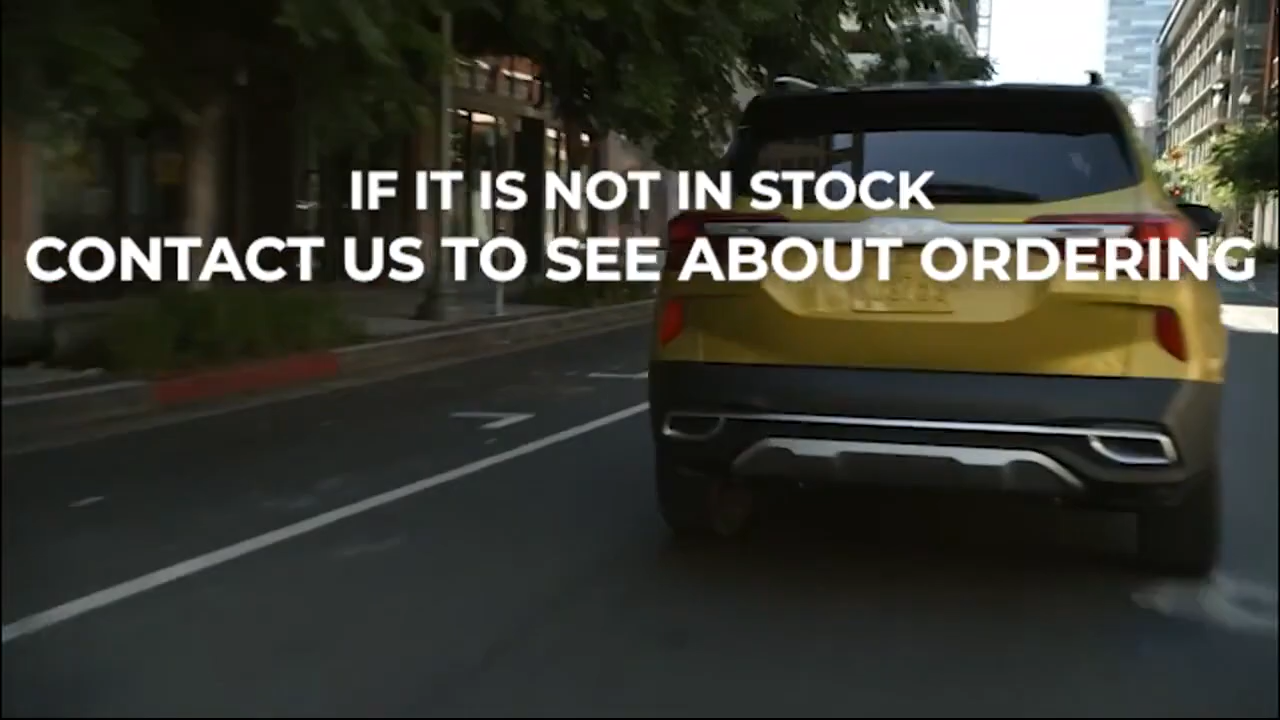 IF IT IS NOT IN STOCK
CONTACT US TO SEE ABOUT ORDERING